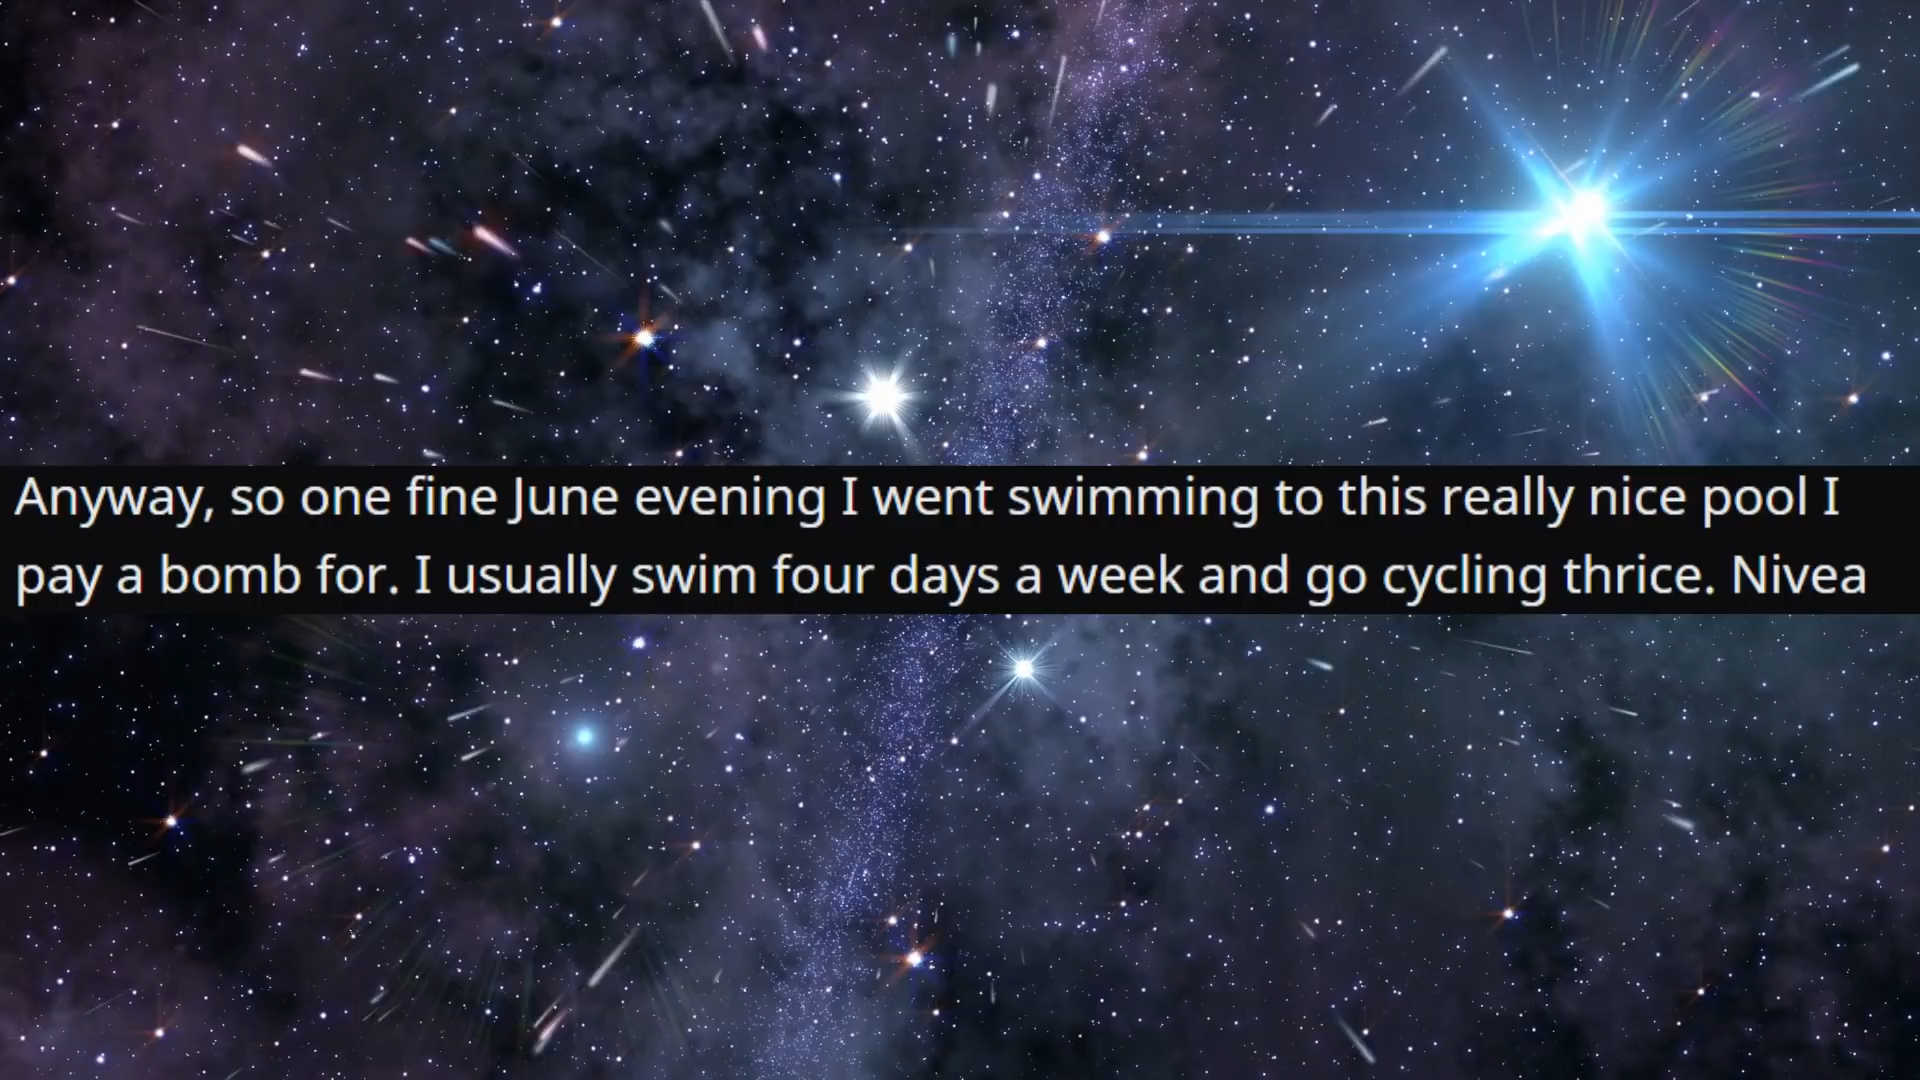 Anyway, so one fine June evening I went swimming to this really nice pool I
pay a bomb for. I usually swim four days a week and go cycling thrice. Nivea